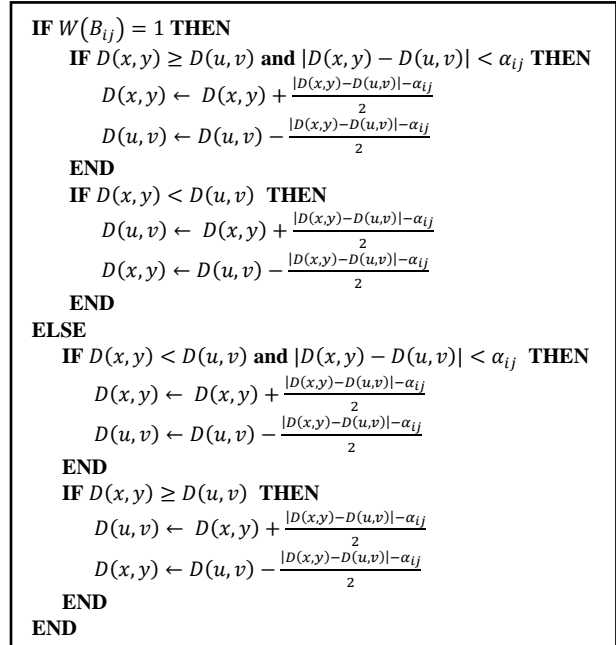 IF W(B_ij) = 1 THEN
IF D(x, y) ≥ D(u, v) and |D(x, y) − D(u, v)| < α_ij THEN
D(x, y) ← D(x, y) + (|D(x,y)−D(u,v)|−α_ij)/2
D(u, v) ← D(u, v) − (|D(x,y)−D(u,v)|−α_ij)/2
END
IF D(x, y) < D(u, v) THEN
D(u, v) ← D(x, y) + (|D(x,y)−D(u,v)|−α_ij)/2
D(x, y) ← D(u, v) − (|D(x,y)−D(u,v)|−α_ij)/2
END
ELSE
IF D(x, y) < D(u, v) and |D(x, y) − D(u, v)| < α_ij THEN
D(x, y) ← D(x, y) + (|D(x,y)−D(u,v)|−α_ij)/2
D(u, v) ← D(u, v) − (|D(x,y)−D(u,v)|−α_ij)/2
END
IF D(x, y) ≥ D(u, v) THEN
D(u, v) ← D(x, y) + (|D(x,y)−D(u,v)|−α_ij)/2
D(x, y) ← D(u, v) − (|D(x,y)−D(u,v)|−α_ij)/2
END
END